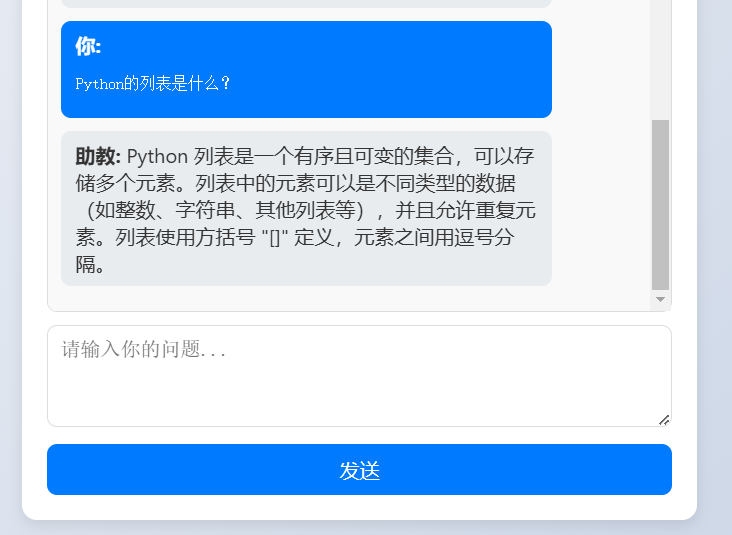 你:
Python的列表是什么？
助教: Python 列表是一个有序且可变的集合，可以存
储多个元素。列表中的元素可以是不同类型的数据
（如整数、字符串、其他列表等），并且允许重复元
素。列表使用方括号 "[]" 定义，元素之间用逗号分
隔。
请输入你的问题...
发送